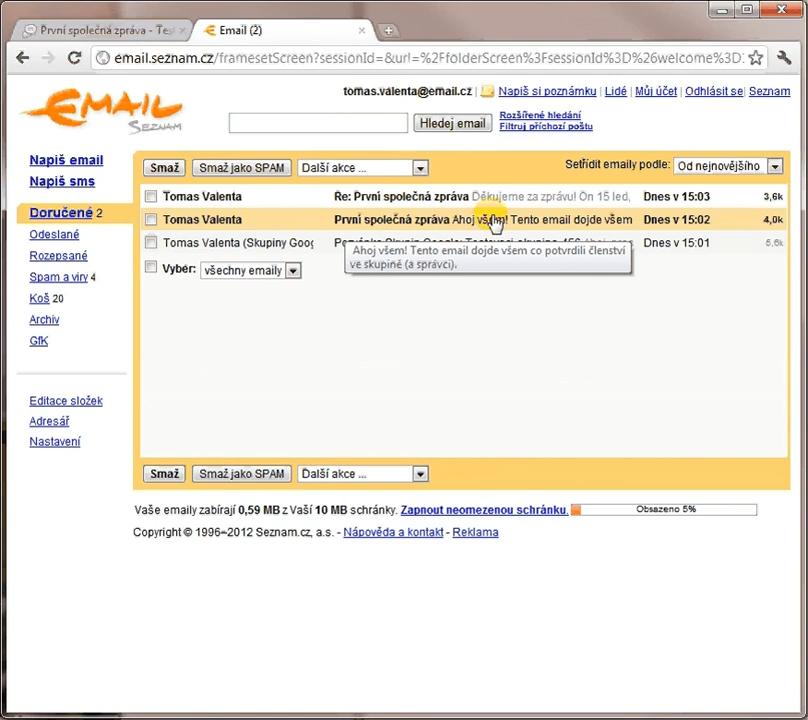 První společná zpráva - Tes
Email (2)
email.seznam.cz/framesetScreen?sessionId=&url=%2FfolderScreen%3FsessionId%3D%26welcome%3D
tomas.valenta@email.cz | Napiš si poznámku | Lidé | Můj účet | Odhlásit se | Seznam
EMAIL
SEZNAM
Hledej email
Rozšířené hledání
Filtruj příchozí poštu
Napiš email
Napiš sms
Doručené 2
Odeslané
Rozepsané
Spam a viry 4
Koš 20
Archiv
GfK
Editace složek
Adresář
Nastavení
Smaž
Smaž jako SPAM
Další akce ...
Setřídit emaily podle:
Od nejnovějšího
Tomas Valenta
Re: První společná zpráva Děkujeme za zprávu! On 15 led,
Dnes v 15:03
3,6k
Tomas Valenta
První společná zpráva Ahoj všem! Tento email dojde všem
Dnes v 15:02
4,0k
Tomas Valenta (Skupiny Goog
Dnes v 15:01
5,6k
Ahoj všem! Tento email dojde všem co potvrdili členství
ve skupině (a správci).
Výběr:
všechny emaily
Smaž
Smaž jako SPAM
Další akce ...
Vaše emaily zabírají 0,59 MB z Vaší 10 MB schránky. Zapnout neomezenou schránku.
Obsazeno 5%
Copyright © 1996–2012 Seznam.cz, a.s. - Nápověda a kontakt - Reklama